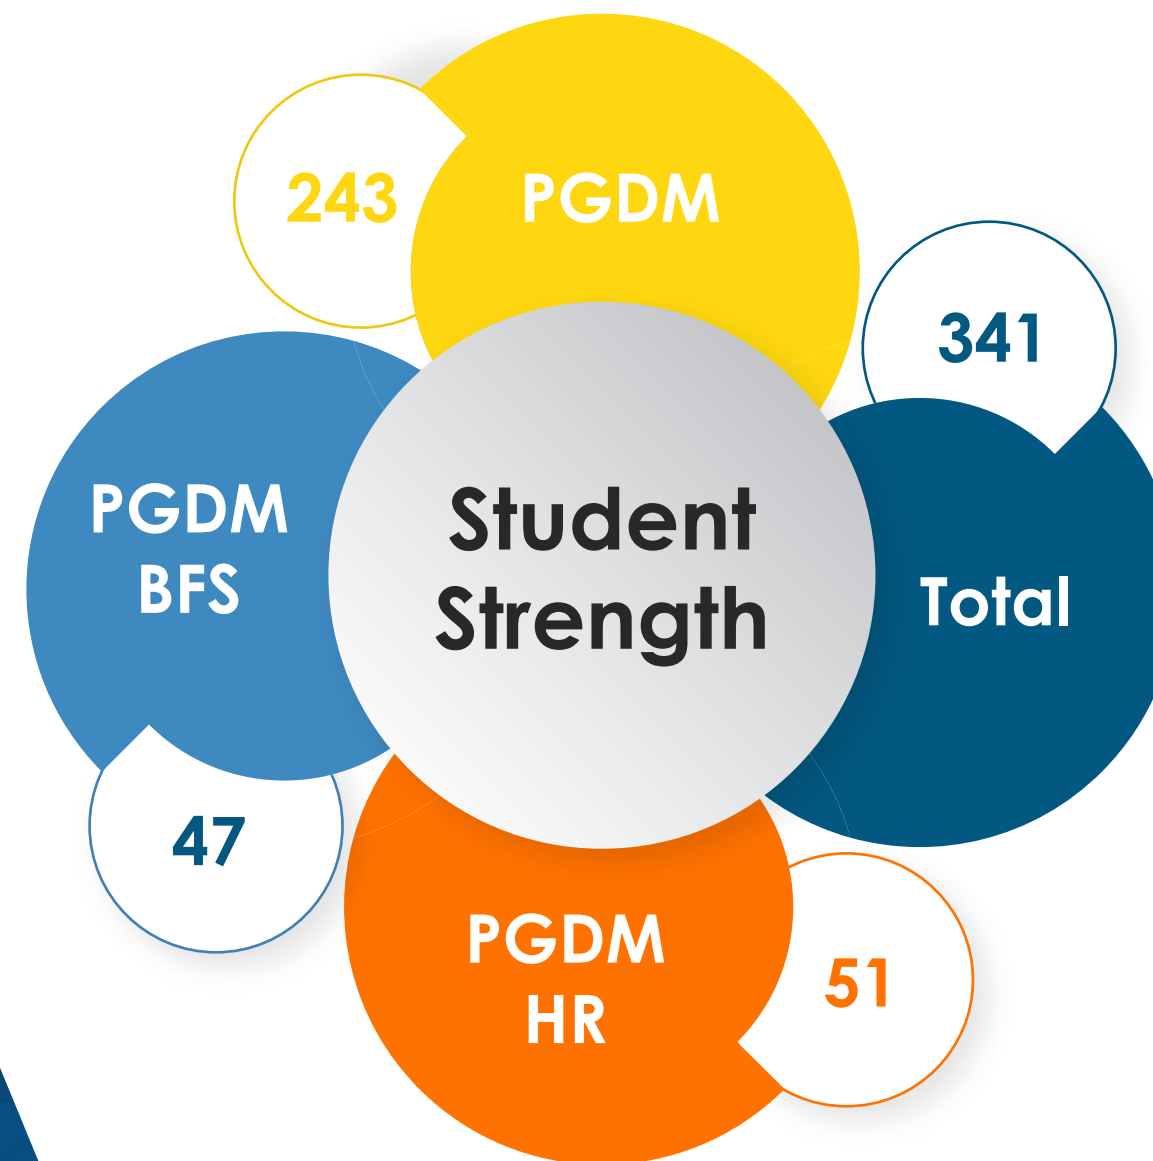 243
PGDM
341
PGDM
BFS
Student
Strength
Total
47
PGDM
HR
51